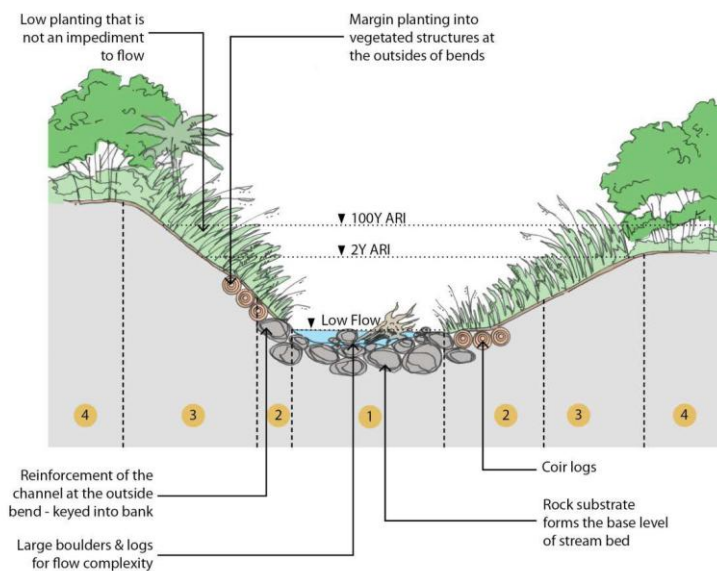 Low planting that is
not an impediment
to flow
Margin planting into
vegetated structures at
the outsides of bends
100Y ARI
2Y ARI
Low Flow
4
3
2
1
2
3
4
Reinforcement of the
channel at the outside
bend - keyed into bank
Coir logs
Large boulders & logs
for flow complexity
Rock substrate
forms the base level
of stream bed